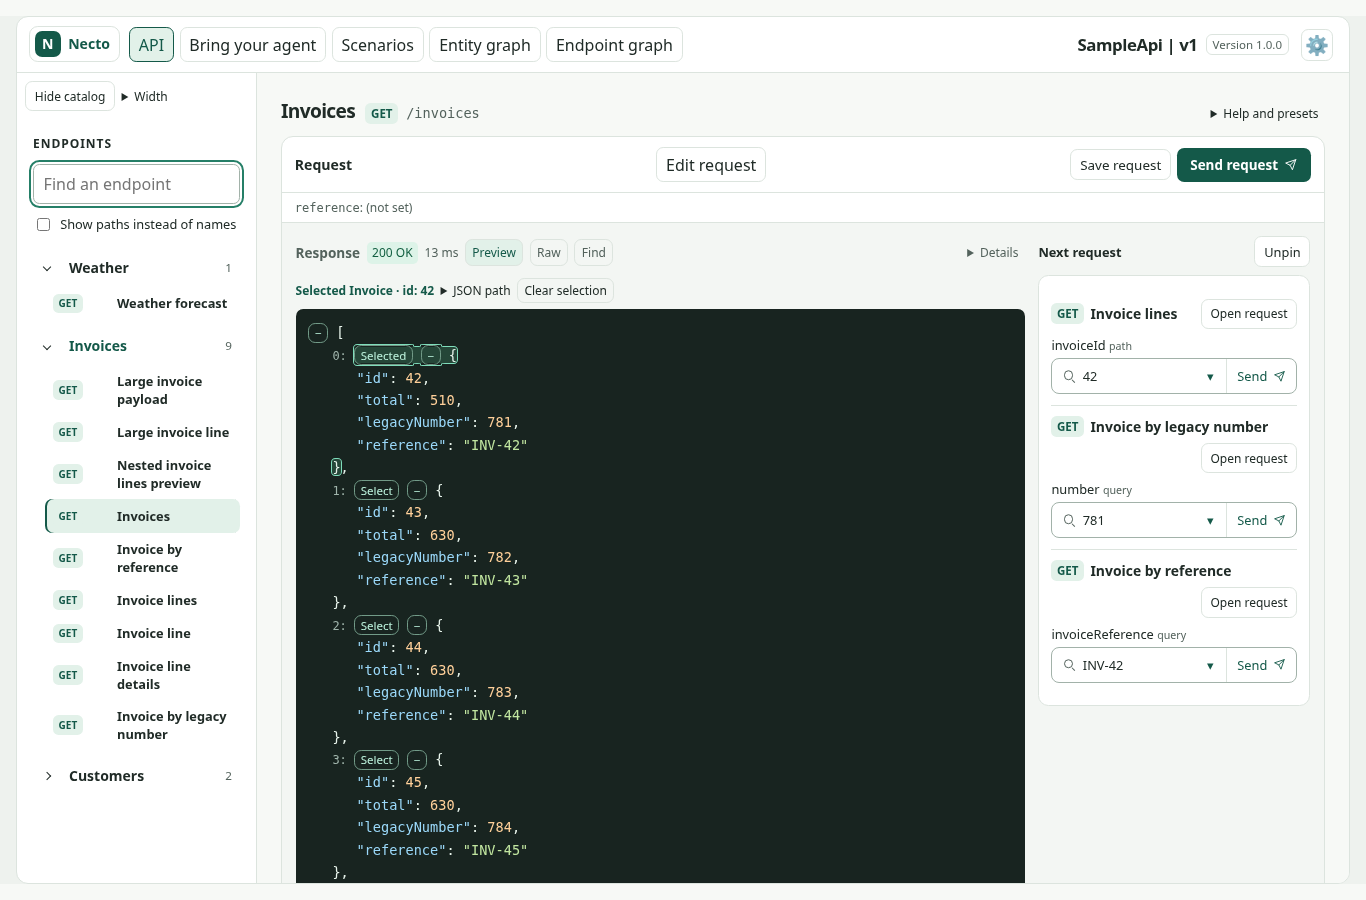 N Necto API Bring your agent Scenarios Entity graph Endpoint graph SampleApi | v1 Version 1.0.0
Hide catalog ▶ Width
ENDPOINTS
Find an endpoint
Show paths instead of names
Weather 1
GET Weather forecast
Invoices 9
GET Large invoice
payload
GET Large invoice line
GET Nested invoice
lines preview
GET Invoices
GET Invoice by
reference
GET Invoice lines
GET Invoice line
GET Invoice line
details
GET Invoice by legacy
number
Customers 2
Invoices GET /invoices ▶ Help and presets
Request Edit request Save request Send request
reference: (not set)
Response 200 OK 13 ms Preview Raw Find ▶ Details
Selected Invoice · id: 42 ▶ JSON path Clear selection
− [
0: Selected − {
"id": 42,
"total": 510,
"legacyNumber": 781,
"reference": "INV-42"
},
1: Select − {
"id": 43,
"total": 630,
"legacyNumber": 782,
"reference": "INV-43"
},
2: Select − {
"id": 44,
"total": 630,
"legacyNumber": 783,
"reference": "INV-44"
},
3: Select − {
"id": 45,
"total": 630,
"legacyNumber": 784,
"reference": "INV-45"
},
Next request Unpin
GET Invoice lines Open request
invoiceId path
42 ▼ Send
GET Invoice by legacy number
Open request
number query
781 ▼ Send
GET Invoice by reference
Open request
invoiceReference query
INV-42 ▼ Send